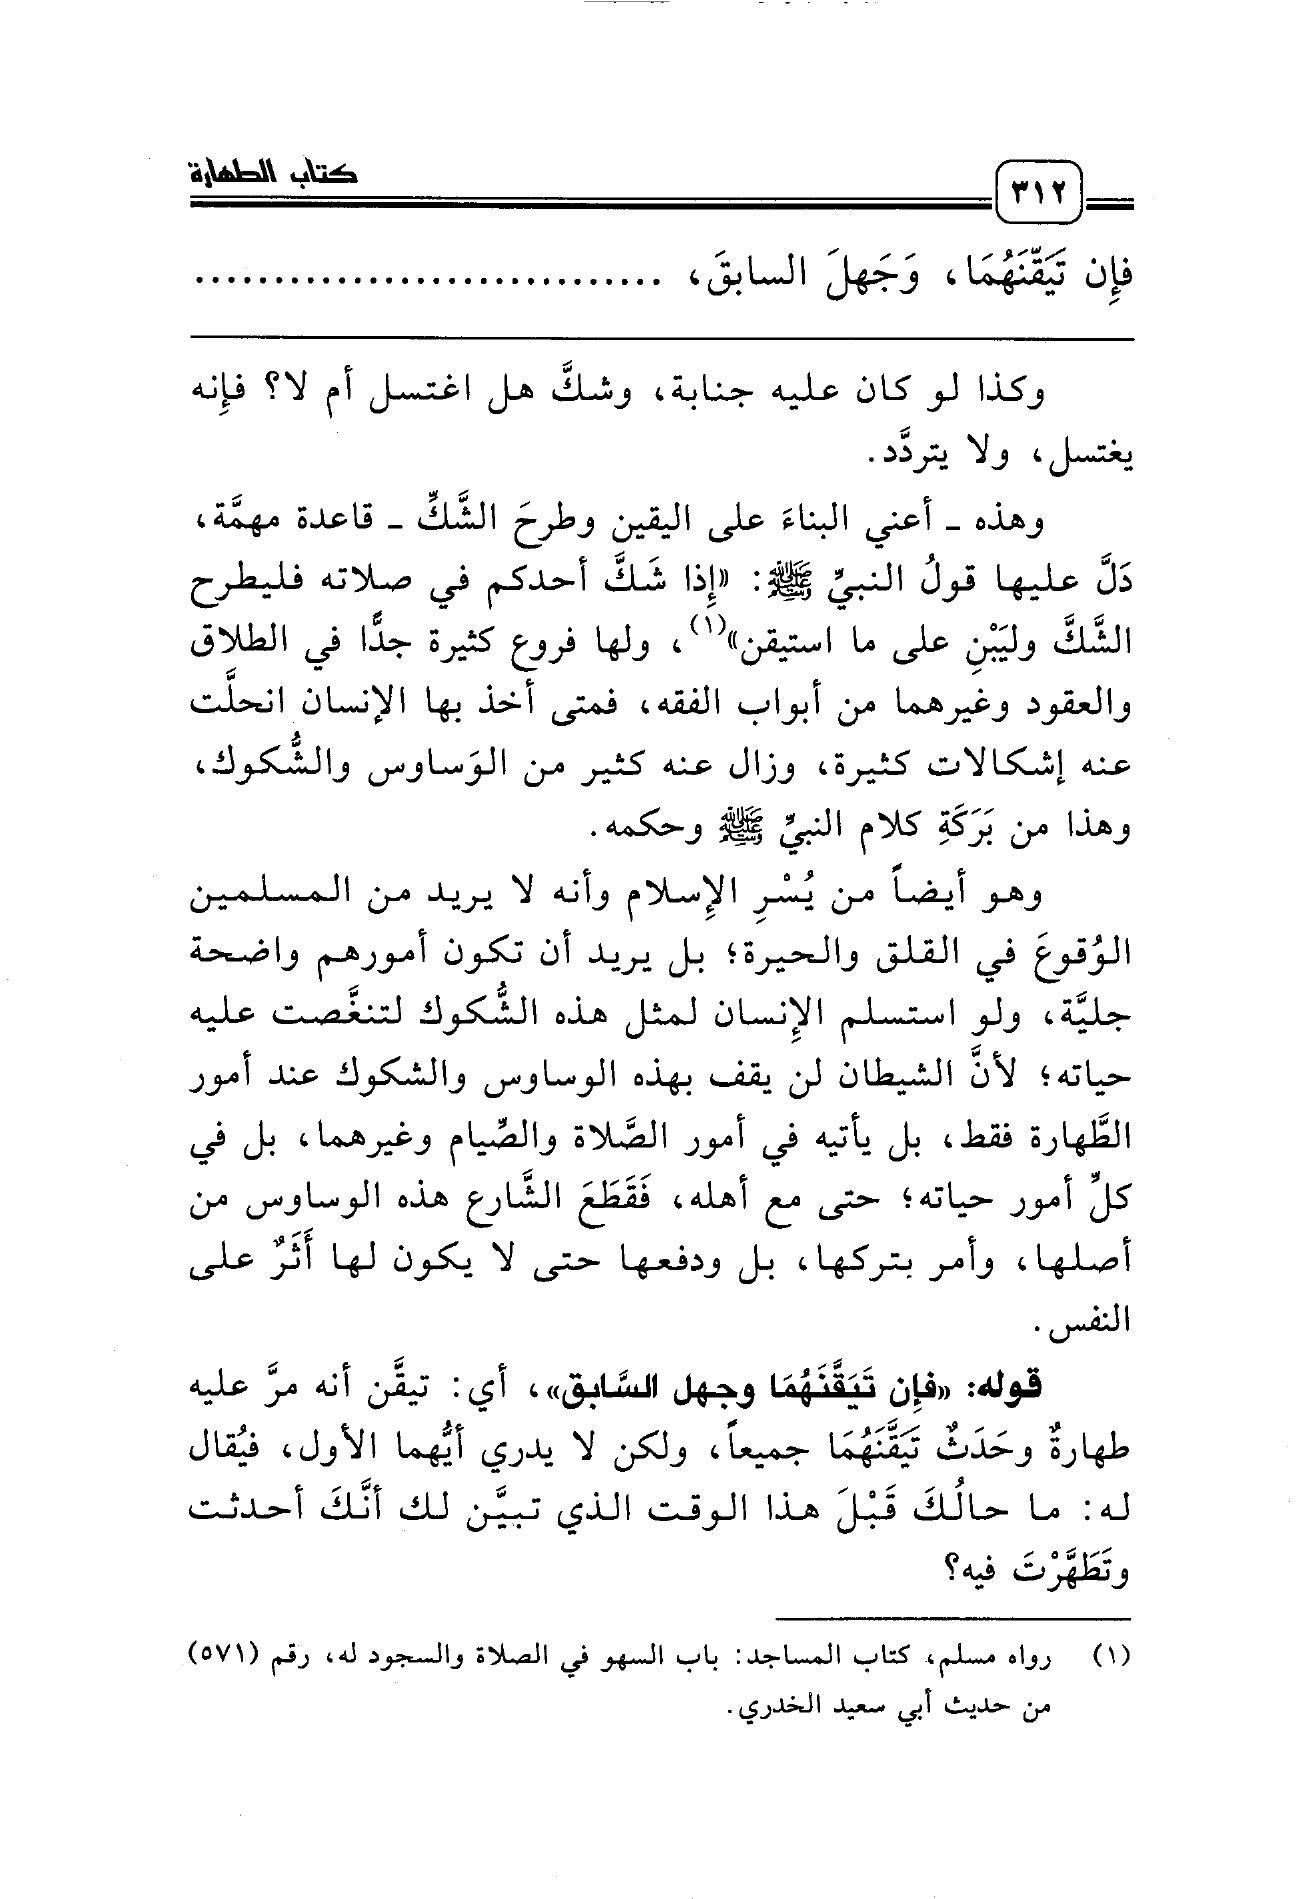 كتاب الطهارة
٣١٢
فإِن تَيَقَّنَهُمَا، وَجَهِلَ السابقَ، ..............................
وكذا لو كان عليه جنابة، وشكَّ هل اغتسل أم لا؟ فإِنه
يغتسل، ولا يتردَّد.
وهذه ـ أعني البناءَ على اليقين وطرحَ الشَّكِّ ـ قاعدة مهمَّة،
دَلَّ عليها قولُ النبيِّ ﷺ: «إِذا شَكَّ أحدكم في صلاته فليطرح
الشَّكَّ وليَبْنِ على ما استيقن»(١)، ولها فروع كثيرة جدًّا في الطلاق
والعقود وغيرهما من أبواب الفقه، فمتى أخذ بها الإنسان انحلَّت
عنه إشكالات كثيرة، وزال عنه كثير من الوَساوس والشُّكوك،
وهذا من بَرَكَةِ كلام النبيِّ ﷺ وحكمه.
وهو أيضاً من يُسْرِ الإِسلام وأنه لا يريد من المسلمين
الوُقوعَ في القلق والحيرة؛ بل يريد أن تكون أمورهم واضحة
جليَّة، ولو استسلم الإِنسان لمثل هذه الشُّكوك لتنغَّصت عليه
حياته؛ لأنَّ الشيطان لن يقف بهذه الوساوس والشكوك عند أمور
الطَّهارة فقط، بل يأتيه في أمور الصَّلاة والصِّيام وغيرهما، بل في
كلِّ أمور حياته؛ حتى مع أهله، فَقَطَعَ الشَّارع هذه الوساوس من
أصلها، وأمر بتركها، بل ودفعها حتى لا يكون لها أَثَرٌ على
النفس.
قوله: «فإِن تَيَقَّنَهُمَا وجهل السَّابق»، أي: تيقَّن أنه مرَّ عليه
طهارةٌ وحَدَثٌ تَيَقَّنَهُمَا جميعاً، ولكن لا يدري أيُّهما الأول، فيُقال
له: ما حالُكَ قَبْلَ هذا الوقت الذي تبيَّن لك أنَّكَ أحدثت
وتَطَهَّرْتَ فيه؟
(١) رواه مسلم، كتاب المساجد: باب السهو في الصلاة والسجود له، رقم (٥٧١)
من حديث أبي سعيد الخدري.